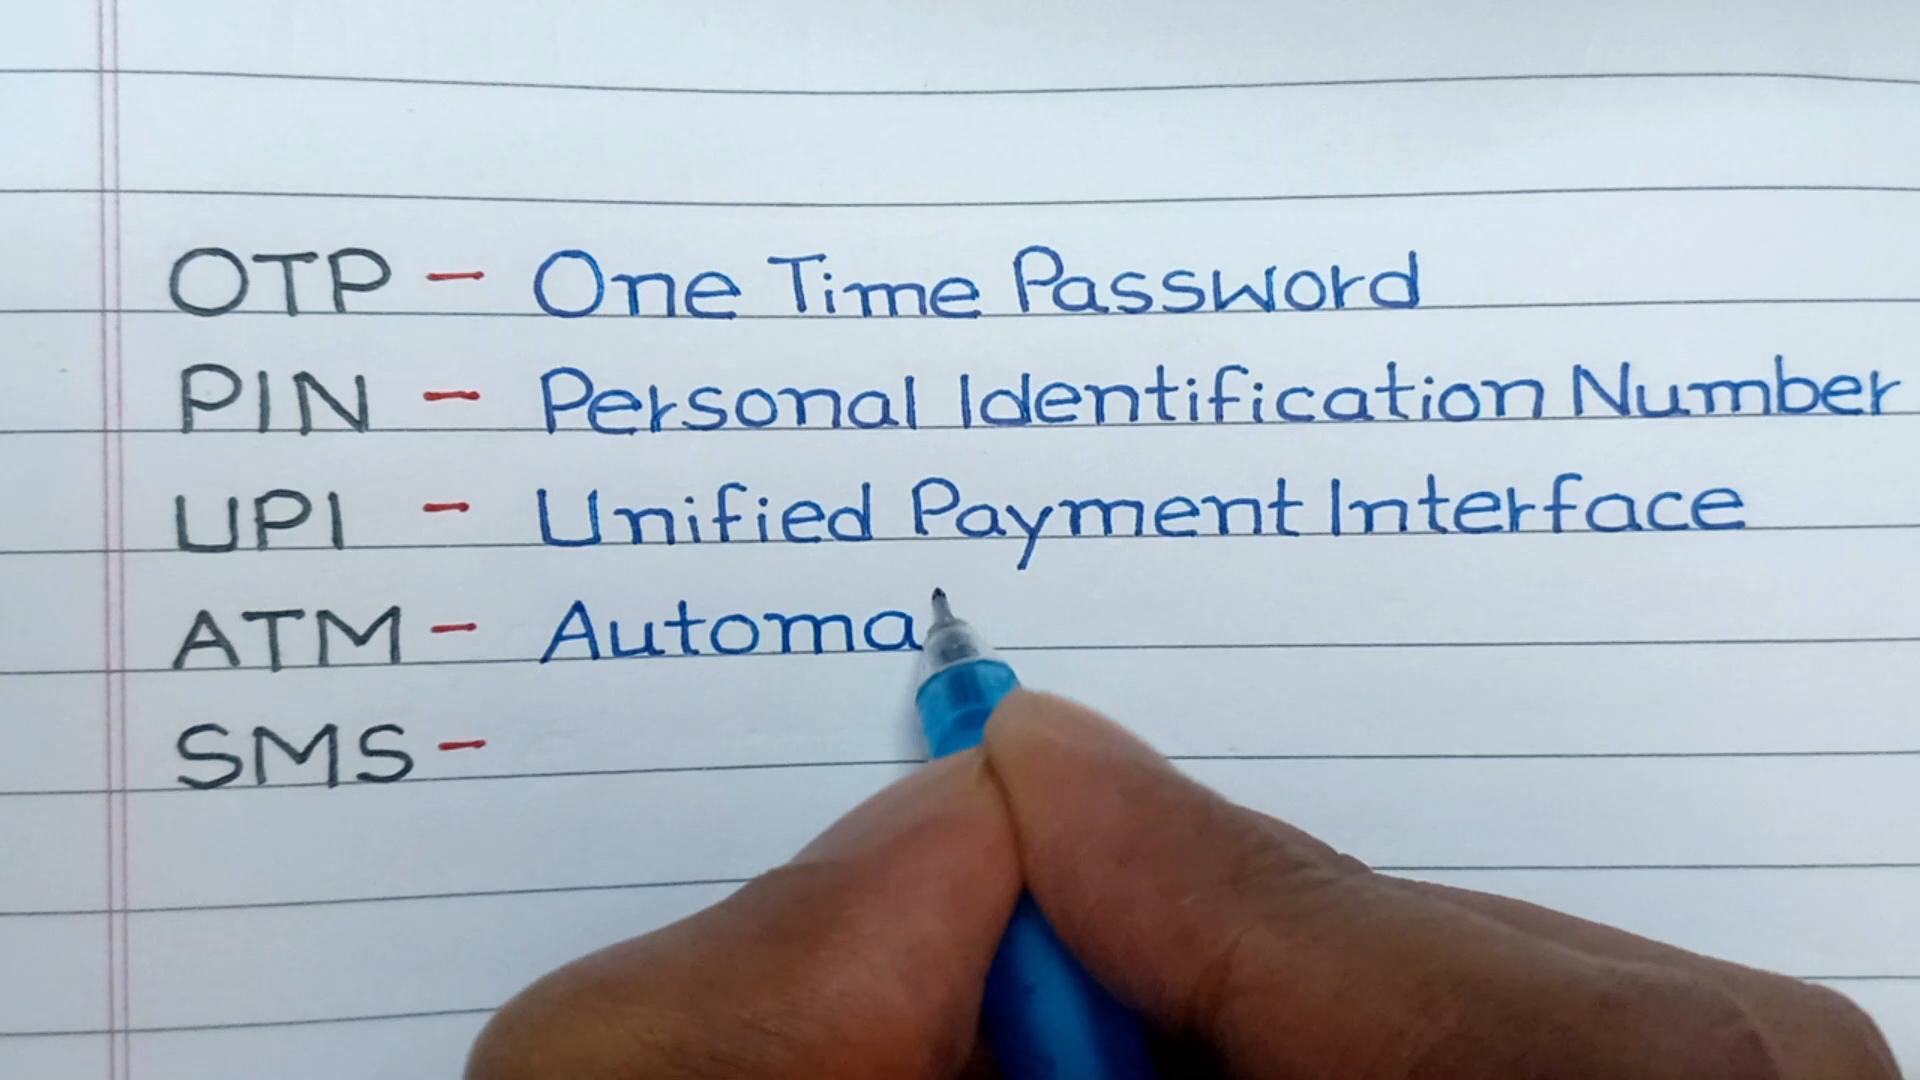 OTP - One Time Password
PIN - Personal Identification Number
UPI - Unified Payment Interface
ATM - Automa
SMS -